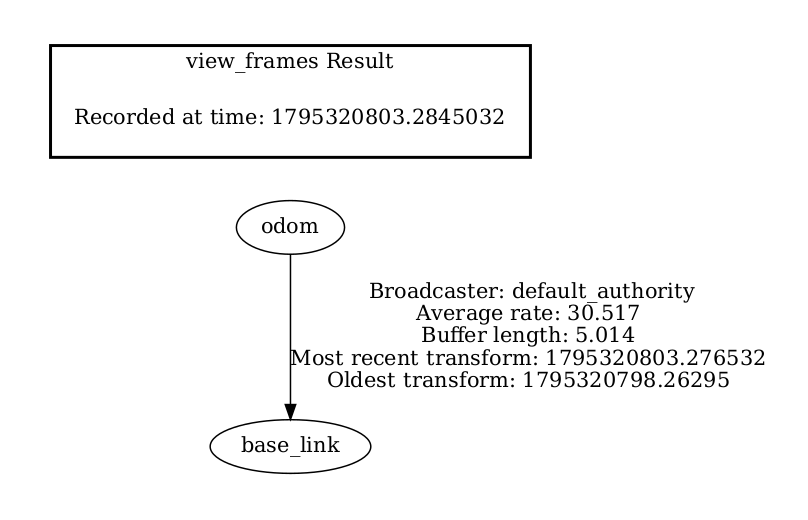 view_frames Result
Recorded at time: 1795320803.2845032
odom
Broadcaster: default_authority
Average rate: 30.517
Buffer length: 5.014
Most recent transform: 1795320803.276532
Oldest transform: 1795320798.26295
base_link